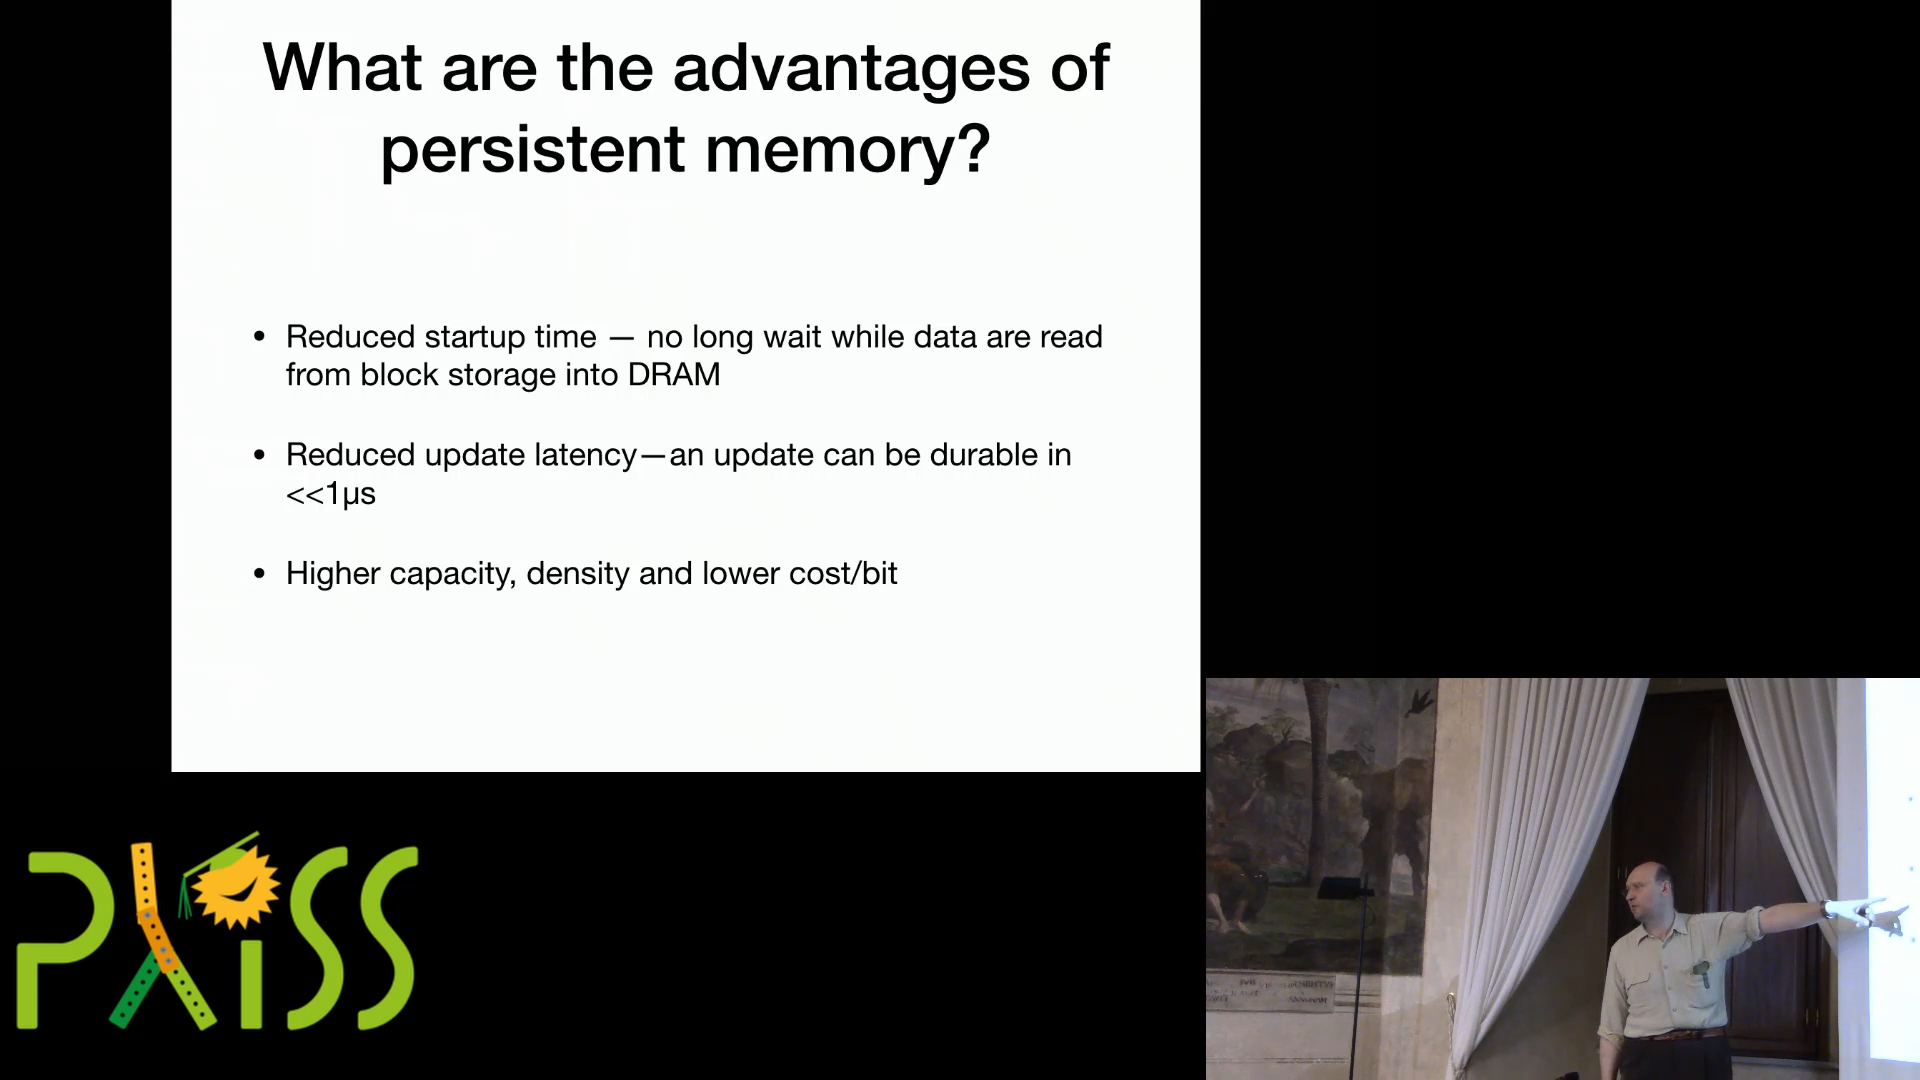 What are the advantages of
persistent memory?
• Reduced startup time — no long wait while data are read
from block storage into DRAM
• Reduced update latency—an update can be durable in
<<1µs
• Higher capacity, density and lower cost/bit
PXISS